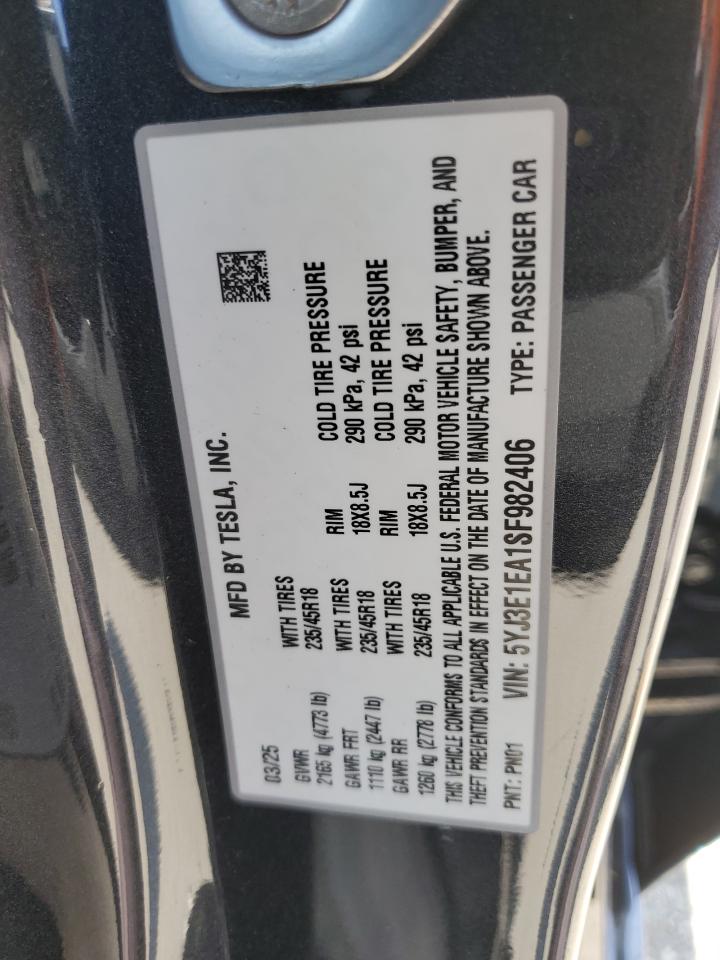 MFD BY TESLA, INC.
03/25
GVWR WITH TIRES RIM COLD TIRE PRESSURE
2165 kg (4773 lb) 235/45R18 18X8.5J 290 kPa, 42 psi
GAWR FRT WITH TIRES RIM COLD TIRE PRESSURE
1110 kg (2447 lb) 235/45R18 18X8.5J 290 kPa, 42 psi
GAWR RR WITH TIRES
1260 kg (2778 lb) 235/45R18
THIS VEHICLE CONFORMS TO ALL APPLICABLE U.S. FEDERAL MOTOR VEHICLE SAFETY, BUMPER, AND
THEFT PREVENTION STANDARDS IN EFFECT ON THE DATE OF MANUFACTURE SHOWN ABOVE.
PNT: PN01 VIN: 5YJ3E1EA1SF982406 TYPE: PASSENGER CAR